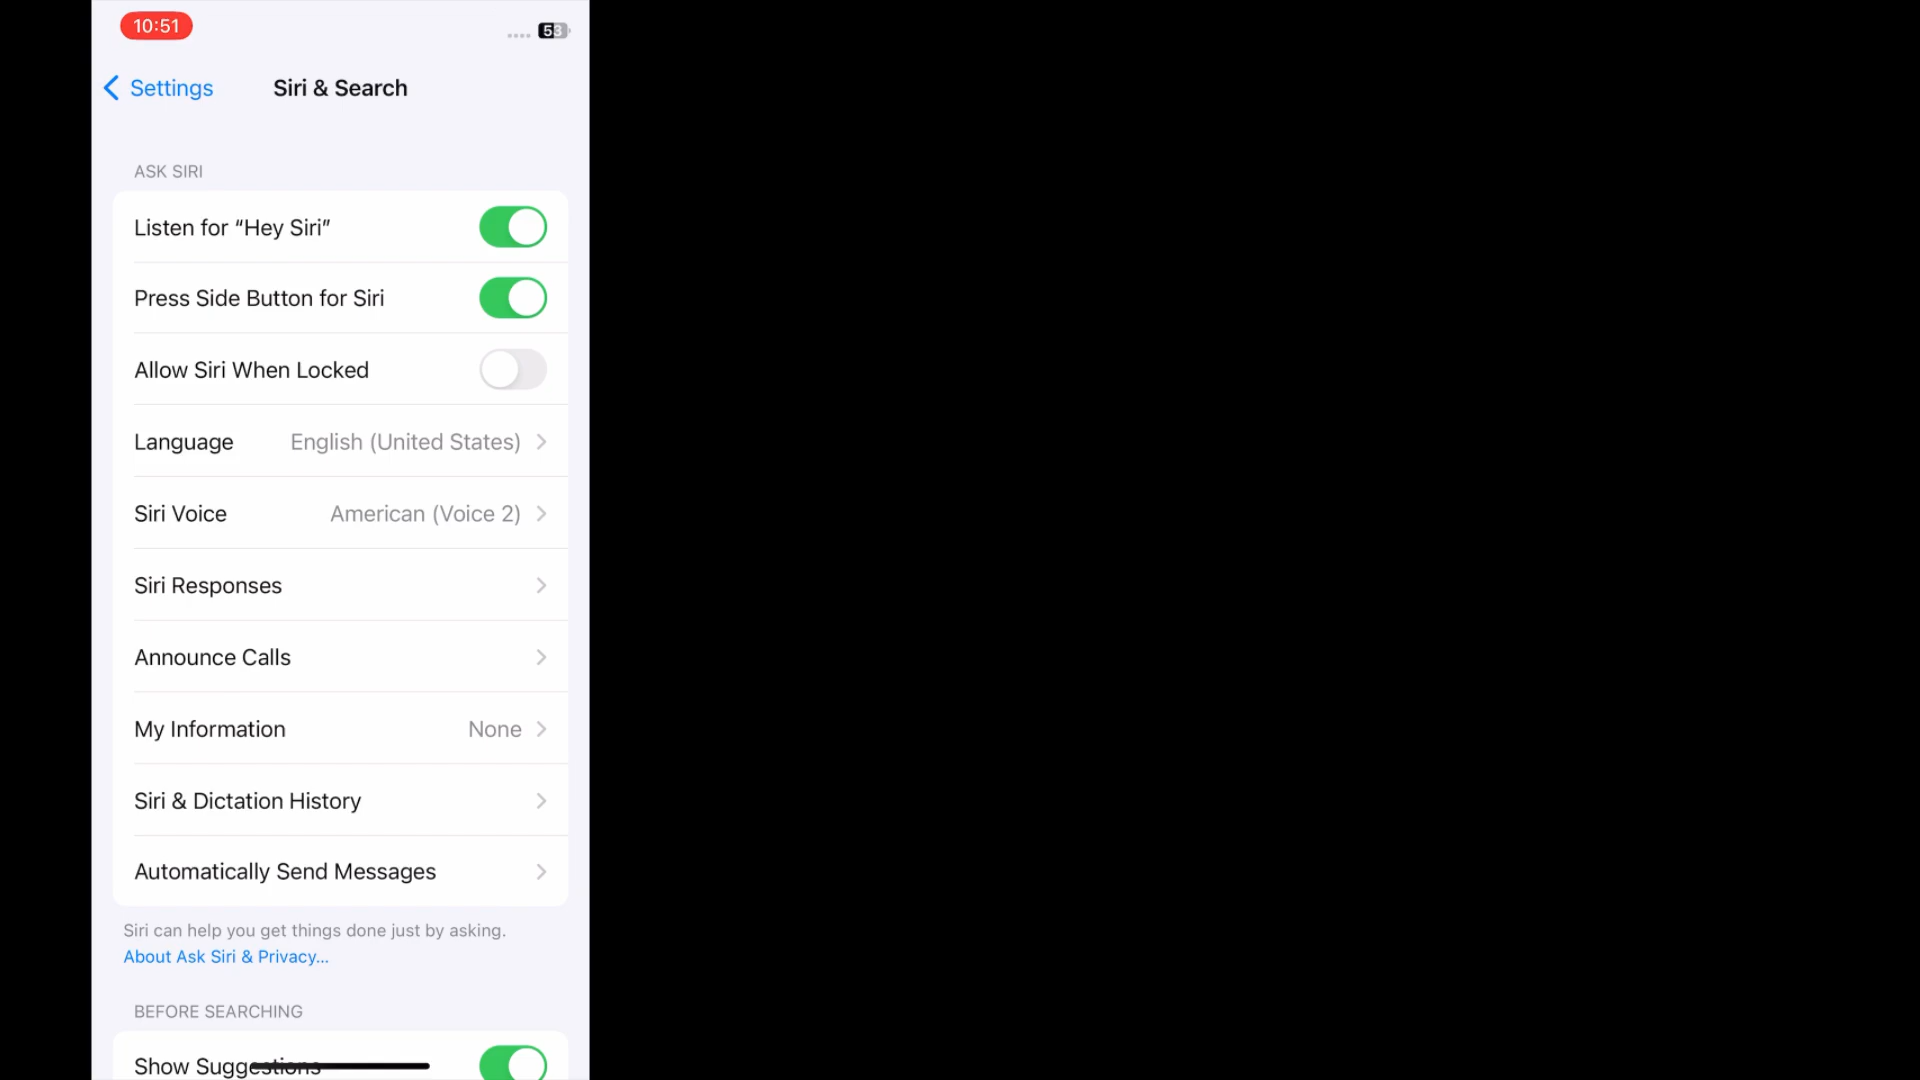 10:51
53
Settings
Siri & Search
ASK SIRI
Listen for “Hey Siri”
Press Side Button for Siri
Allow Siri When Locked
Language English (United States)
Siri Voice American (Voice 2)
Siri Responses
Announce Calls
My Information None
Siri & Dictation History
Automatically Send Messages
Siri can help you get things done just by asking.
About Ask Siri & Privacy...
BEFORE SEARCHING
Show Suggestions